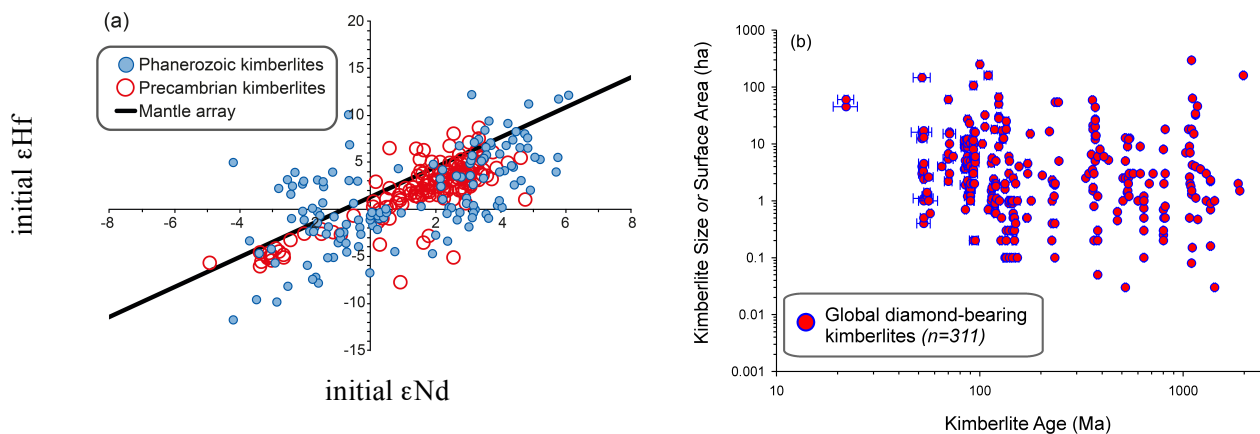 (a)
Phanerozoic kimberlites
Precambrian kimberlites
Mantle array
initial εHf
20
15
10
5
-5
-10
-15
-8
-6
-4
-2
2
4
6
8
initial εNd
(b)
Kimberlite Size or Surface Area (ha)
1000
100
10
1
0.1
0.01
0.001
Global diamond-bearing
kimberlites (n=311)
10
100
1000
Kimberlite Age (Ma)